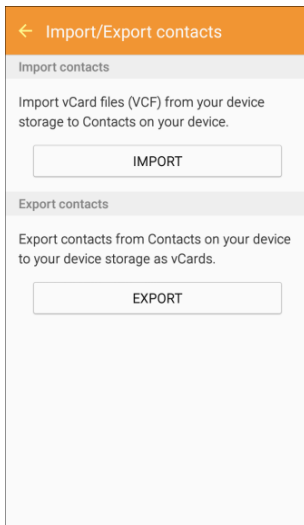 Import/Export contacts
Import contacts
Import vCard files (VCF) from your device
storage to Contacts on your device.
IMPORT
Export contacts
Export contacts from Contacts on your device
to your device storage as vCards.
EXPORT